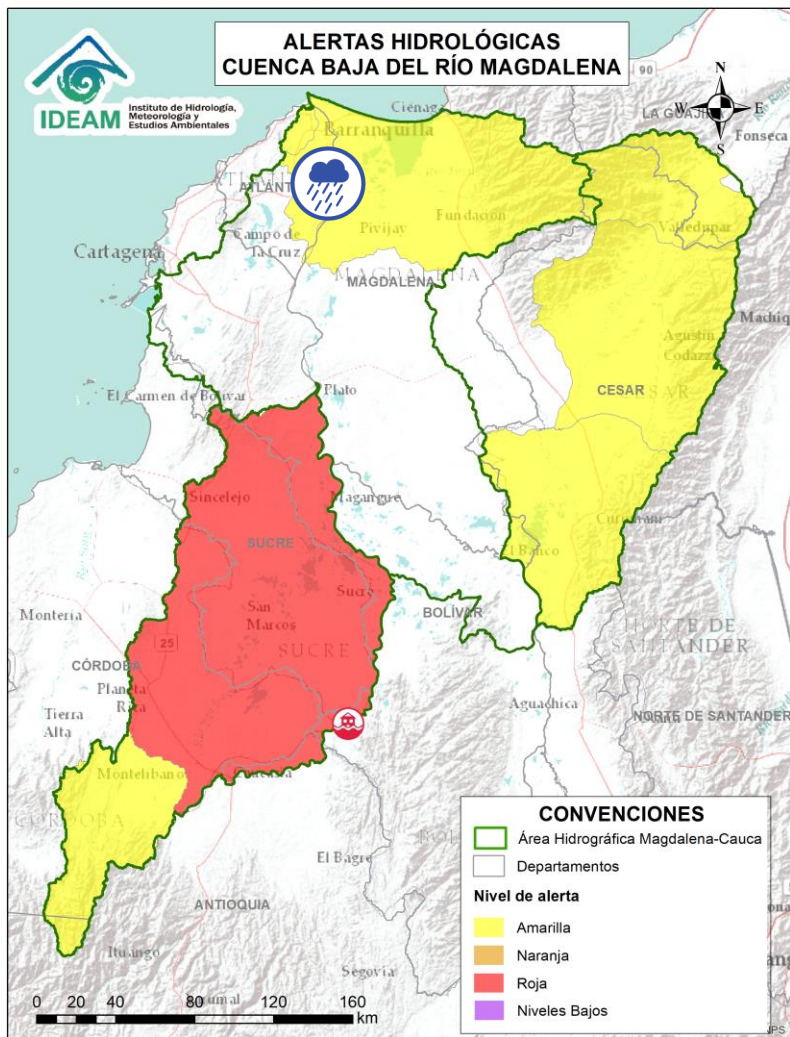 ALERTAS HIDROLÓGICAS
CUENCA BAJA DEL RÍO MAGDALENA
IDEAM
Instituto de Hidrología,
Meteorología y
Estudios Ambientales
N
W
E
S
90
Ciénaga
LA GUAJIRA
Fonseca
Barranquilla
Pivijay
Fundación
Valledupar
Campo de
la Cruz
Cartagena
MAGDALENA
MAGDALENA
Agustín
Codazzi
CESAR
El Carmen de Bolívar
Plato
Sincelejo
Magangue
SUCRE
El Banco
Sucre
BOLÍVAR
San
Marcos
Montería
SUCRE
NORTE DE
SANTANDER
25
CÓRDOBA
Planeta
Rica
Tierra
Alta
Aguachica
NORTE DE SANTANDER
Montelíbano
CÓRDOBA
El Bagre
ANTIOQUIA
Ituango
Segovia
0 20 40 80 120 160
km
CONVENCIONES
Área Hidrográfica Magdalena-Cauca
Departamentos
Nivel de alerta
Amarilla
Naranja
Roja
Niveles Bajos